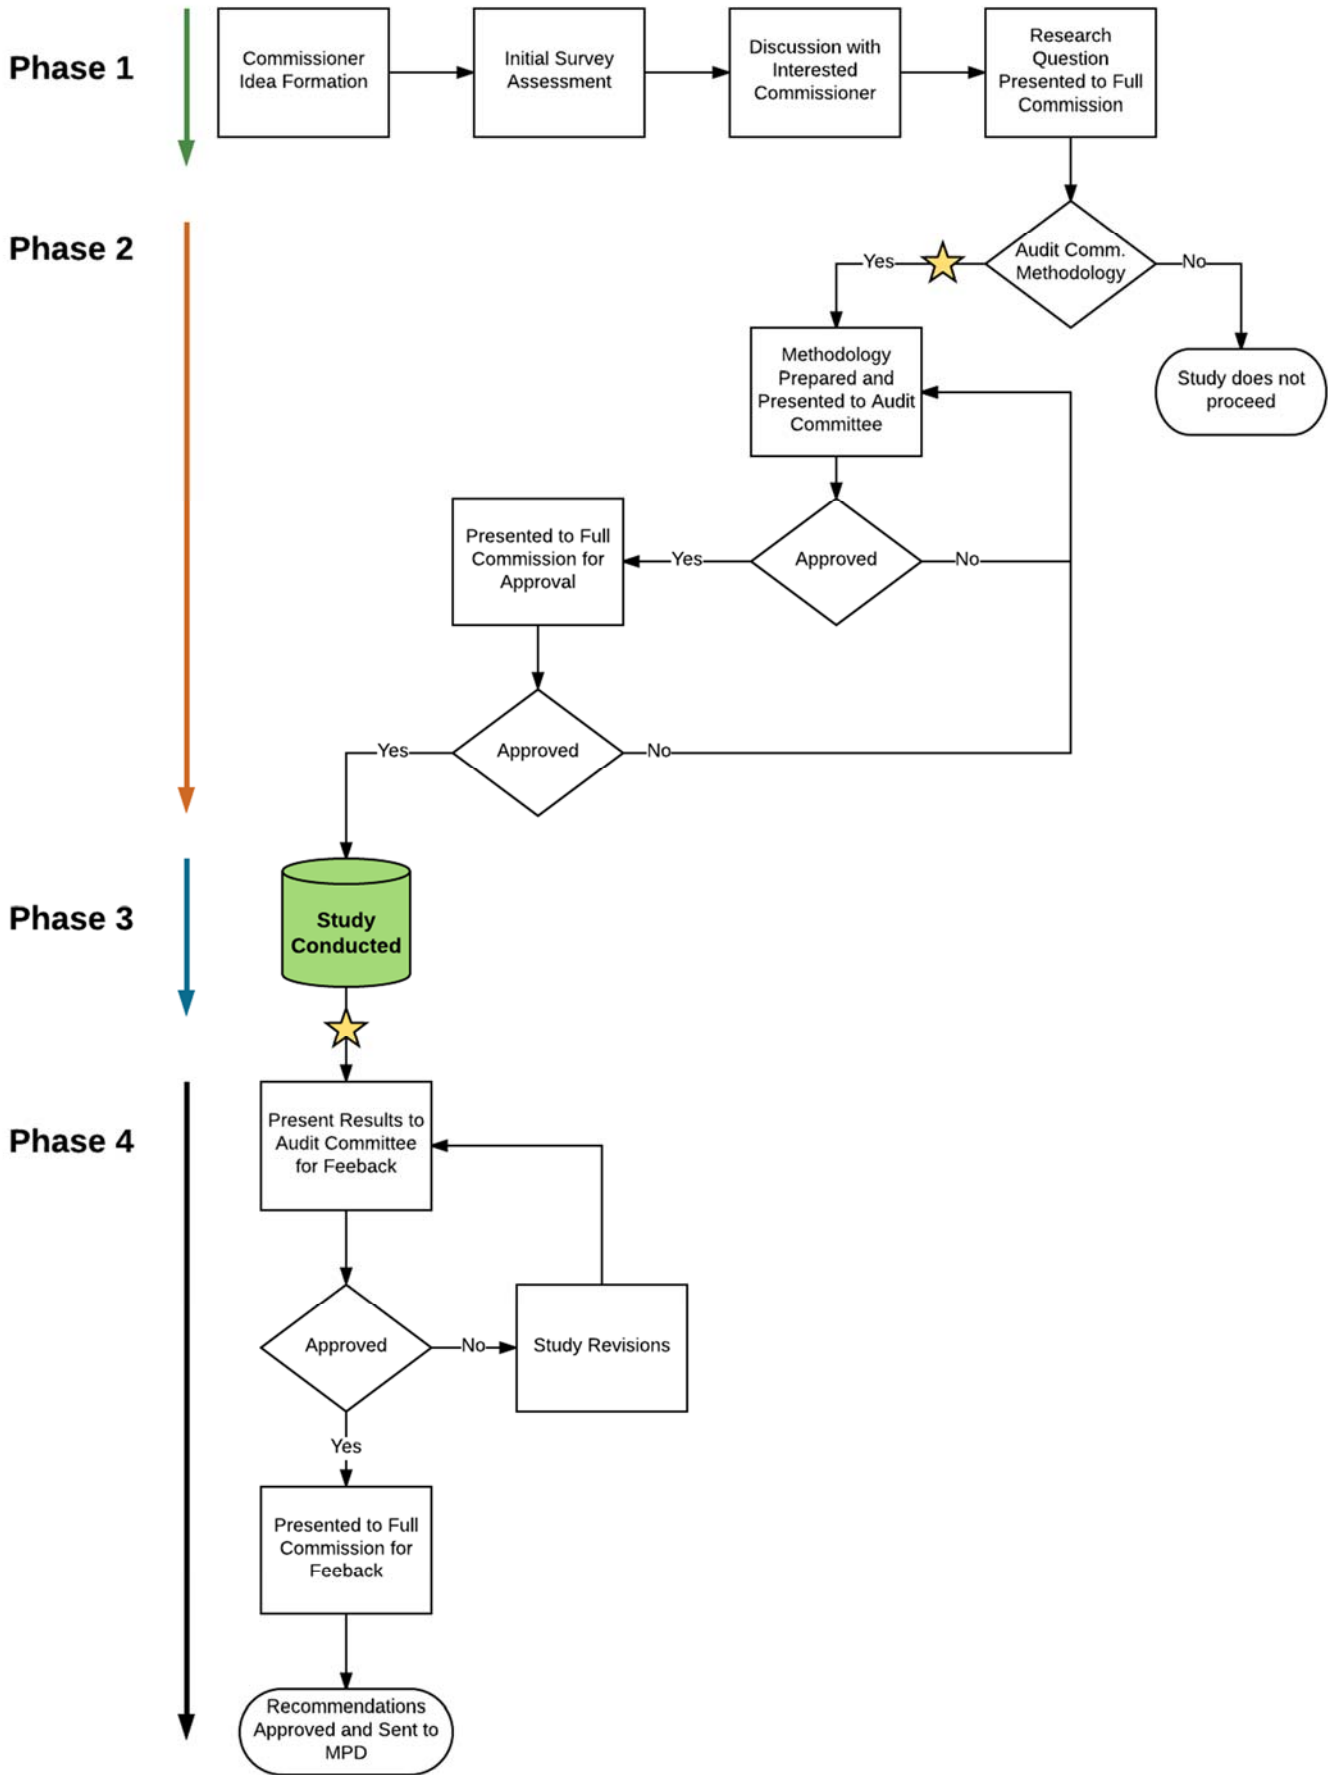 Phase 1
Commissioner
Idea Formation
Initial Survey
Assessment
Discussion with
Interested
Commissioner
Research
Question
Presented to Full
Commission
Phase 2
Audit Comm.
Methodology
Yes
No
Study does not
proceed
Methodology
Prepared and
Presented to Audit
Committee
Approved
Yes
No
Presented to Full
Commission for
Approval
Approved
Yes
No
Phase 3
Study
Conducted
Phase 4
Present Results to
Audit Committee
for Feeback
Approved
No
Study Revisions
Yes
Presented to Full
Commission for
Feeback
Recommendations
Approved and Sent to
MPD